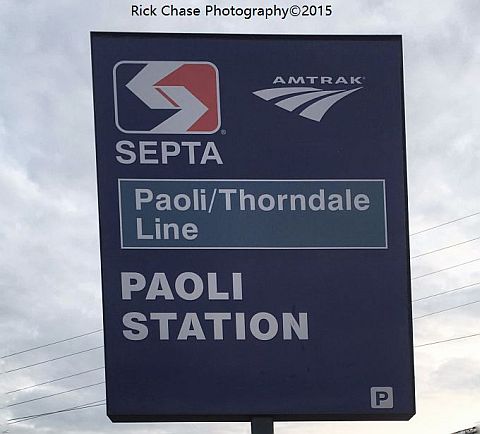 Rick Chase Photography©2015
AMTRAK
SEPTA
Paoli/Thorndale
Line
PAOLI
STATION
P